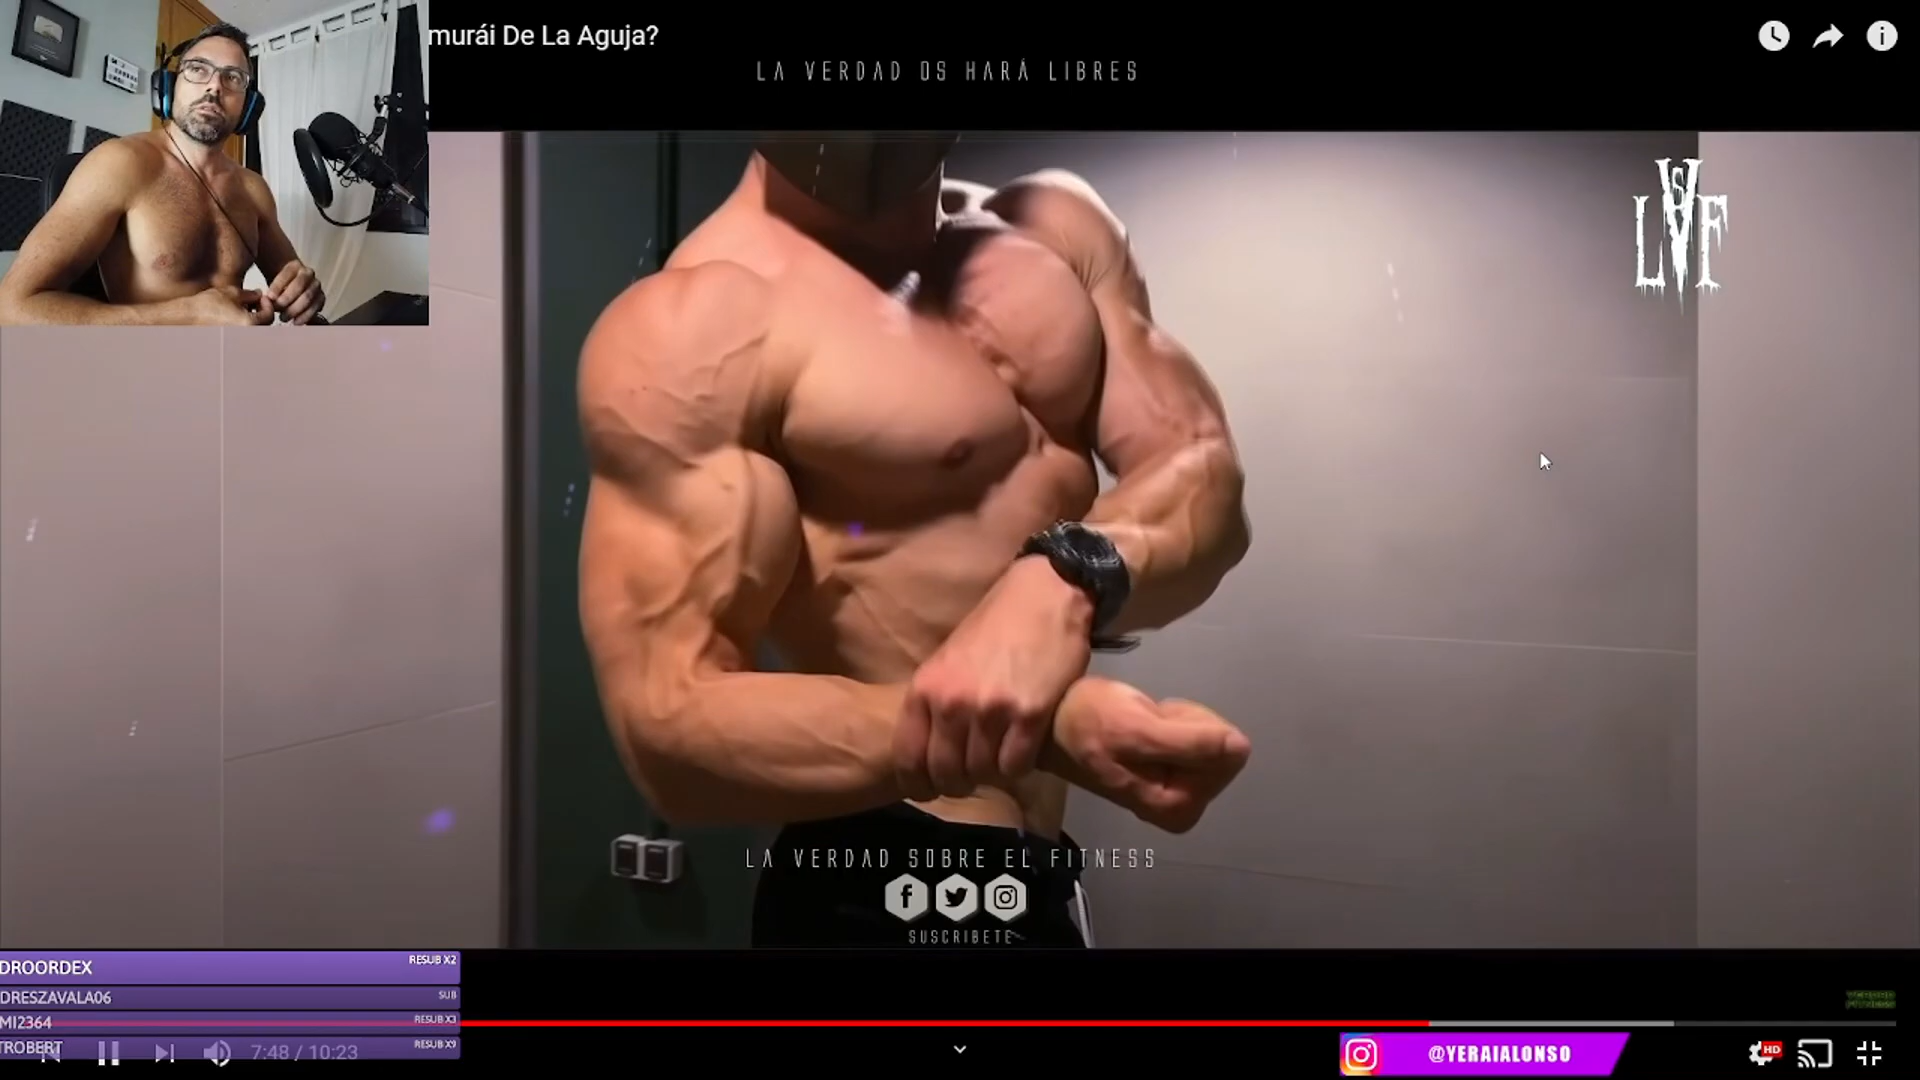 murái De La Aguja?
LA VERDAD OS HARÁ LIBRES
LVSF
LA VERDAD SOBRE EL FITNESS
SUSCRIBETE
DROORDEX RESUB X2
DRESZAVALA06 SUB
MI2364 RESUB X3
TROBERT RESUB X9
7:48 / 10:23
@YERAIALONSO
HD